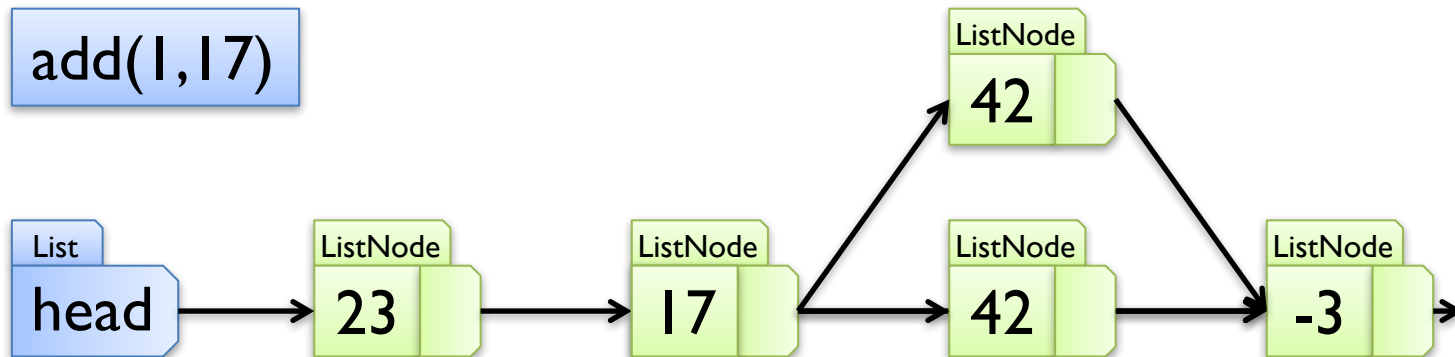 add(1,17)
ListNode
42
List
head
ListNode
23
ListNode
17
ListNode
42
ListNode
-3